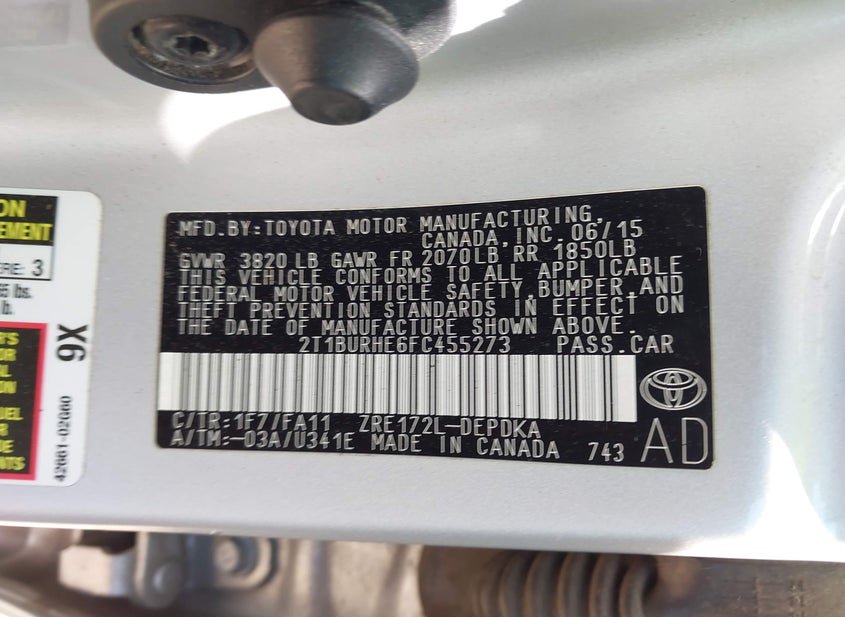 MFD.BY:TOYOTA MOTOR MANUFACTURING,
CANADA,INC. 06/15
GVWR 3820 LB GAWR FR 2070LB RR 1850LB
THIS VEHICLE CONFORMS TO ALL APPLICABLE
FEDERAL MOTOR VEHICLE SAFETY,BUMPER,AND
THEFT PREVENTION STANDARDS IN EFFECT ON
THE DATE OF MANUFACTURE SHOWN ABOVE.
2T1BURHE6FC455273 PASS.CAR
C/TR:1F7/FA11 ZRE172L-DEPDKA
A/TM:-03A/U341E MADE IN CANADA 743
AD
3
lb.
9X
42661-02G60